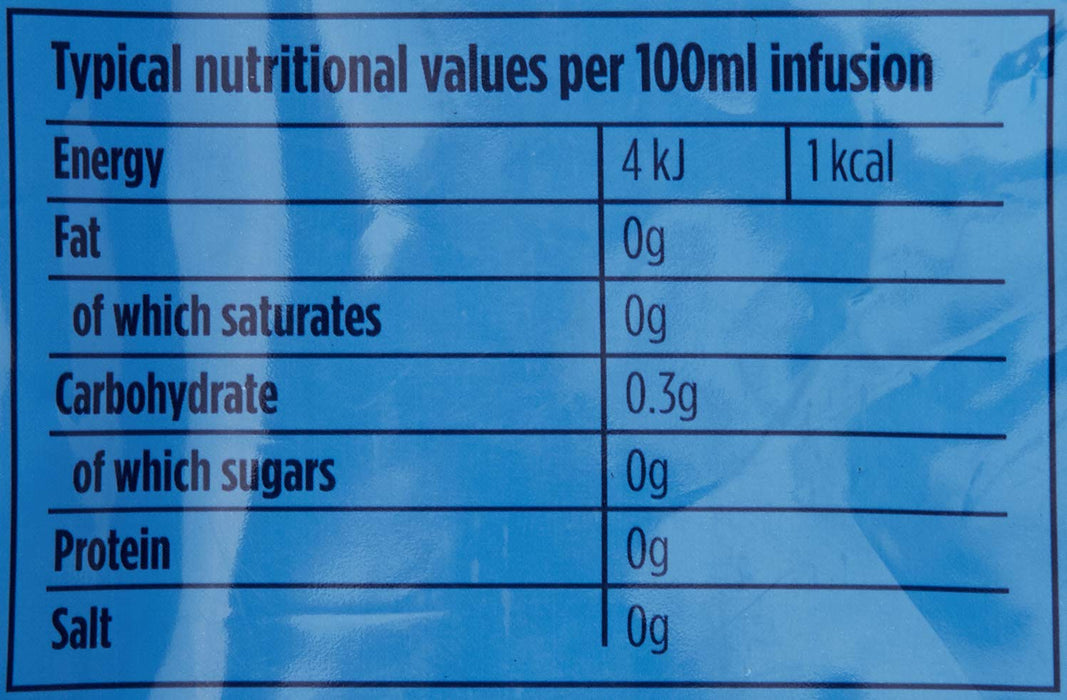 Typical nutritional values per 100ml infusion
Energy 4 kJ 1 kcal
Fat 0g
of which saturates 0g
Carbohydrate 0.3g
of which sugars 0g
Protein 0g
Salt 0g